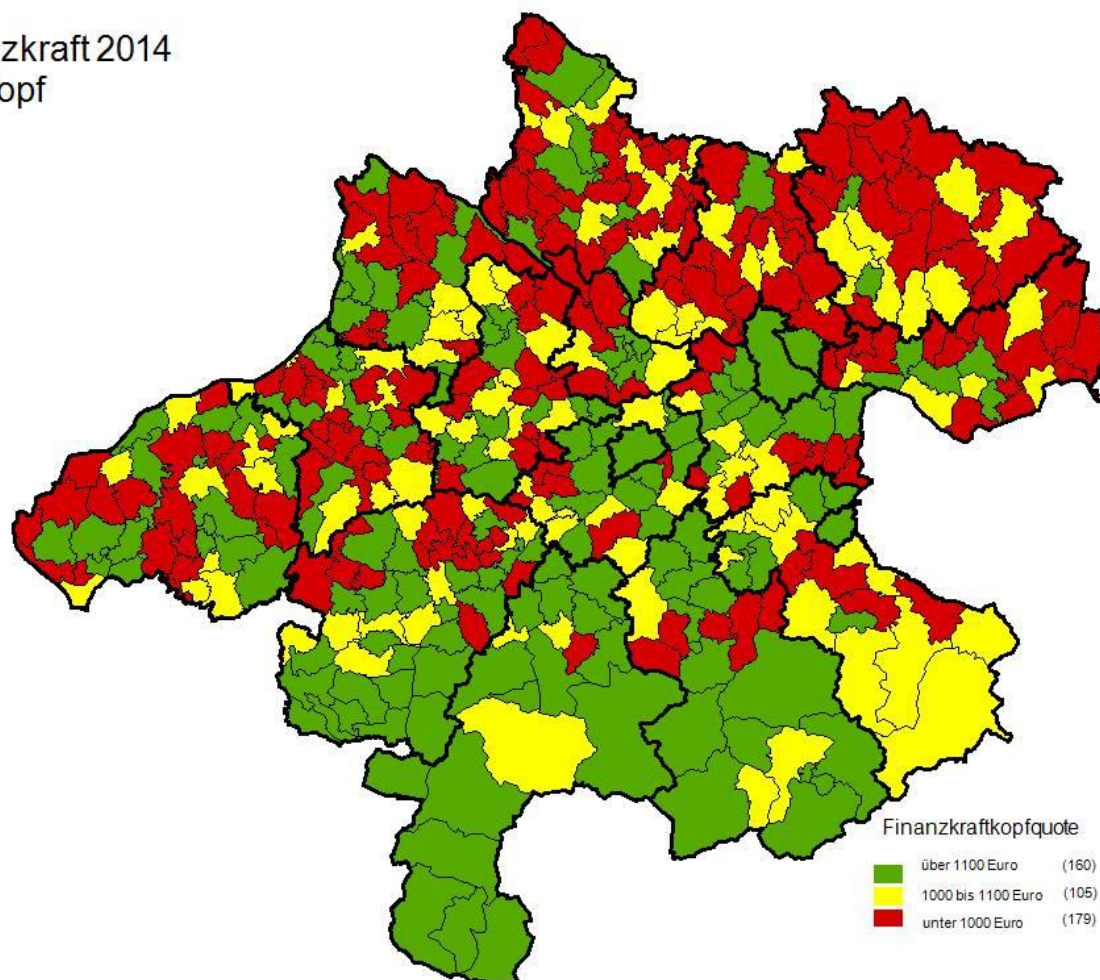 zkraft 2014
opf
Finanzkraftkopfquote
über 1100 Euro (160)
1000 bis 1100 Euro (105)
unter 1000 Euro (179)